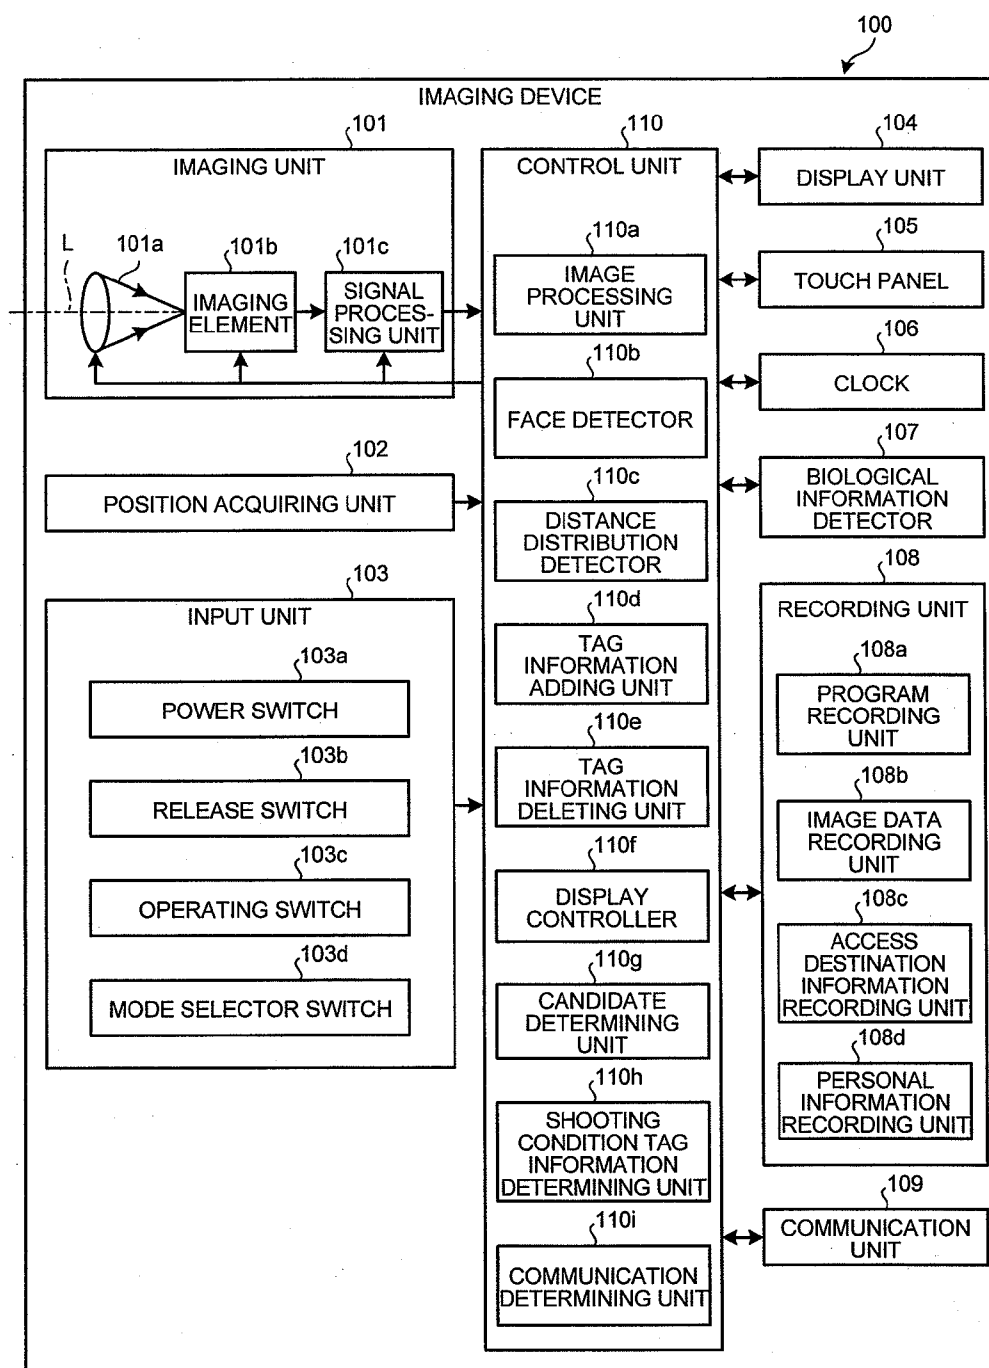 100
IMAGING DEVICE
101
IMAGING UNIT
L
101a
101b
IMAGING
ELEMENT
101c
SIGNAL
PROCES-
SING UNIT
102
POSITION ACQUIRING UNIT
103
INPUT UNIT
103a
POWER SWITCH
103b
RELEASE SWITCH
103c
OPERATING SWITCH
103d
MODE SELECTOR SWITCH
110
CONTROL UNIT
110a
IMAGE
PROCESSING
UNIT
110b
FACE DETECTOR
110c
DISTANCE
DISTRIBUTION
DETECTOR
110d
TAG
INFORMATION
ADDING UNIT
110e
TAG
INFORMATION
DELETING UNIT
110f
DISPLAY
CONTROLLER
110g
CANDIDATE
DETERMINING
UNIT
110h
SHOOTING
CONDITION TAG
INFORMATION
DETERMINING UNIT
110i
COMMUNICATION
DETERMINING UNIT
104
DISPLAY UNIT
105
TOUCH PANEL
106
CLOCK
107
BIOLOGICAL
INFORMATION
DETECTOR
108
RECORDING UNIT
108a
PROGRAM
RECORDING
UNIT
108b
IMAGE DATA
RECORDING
UNIT
108c
ACCESS
DESTINATION
INFORMATION
RECORDING UNIT
108d
PERSONAL
INFORMATION
RECORDING UNIT
109
COMMUNICATION
UNIT